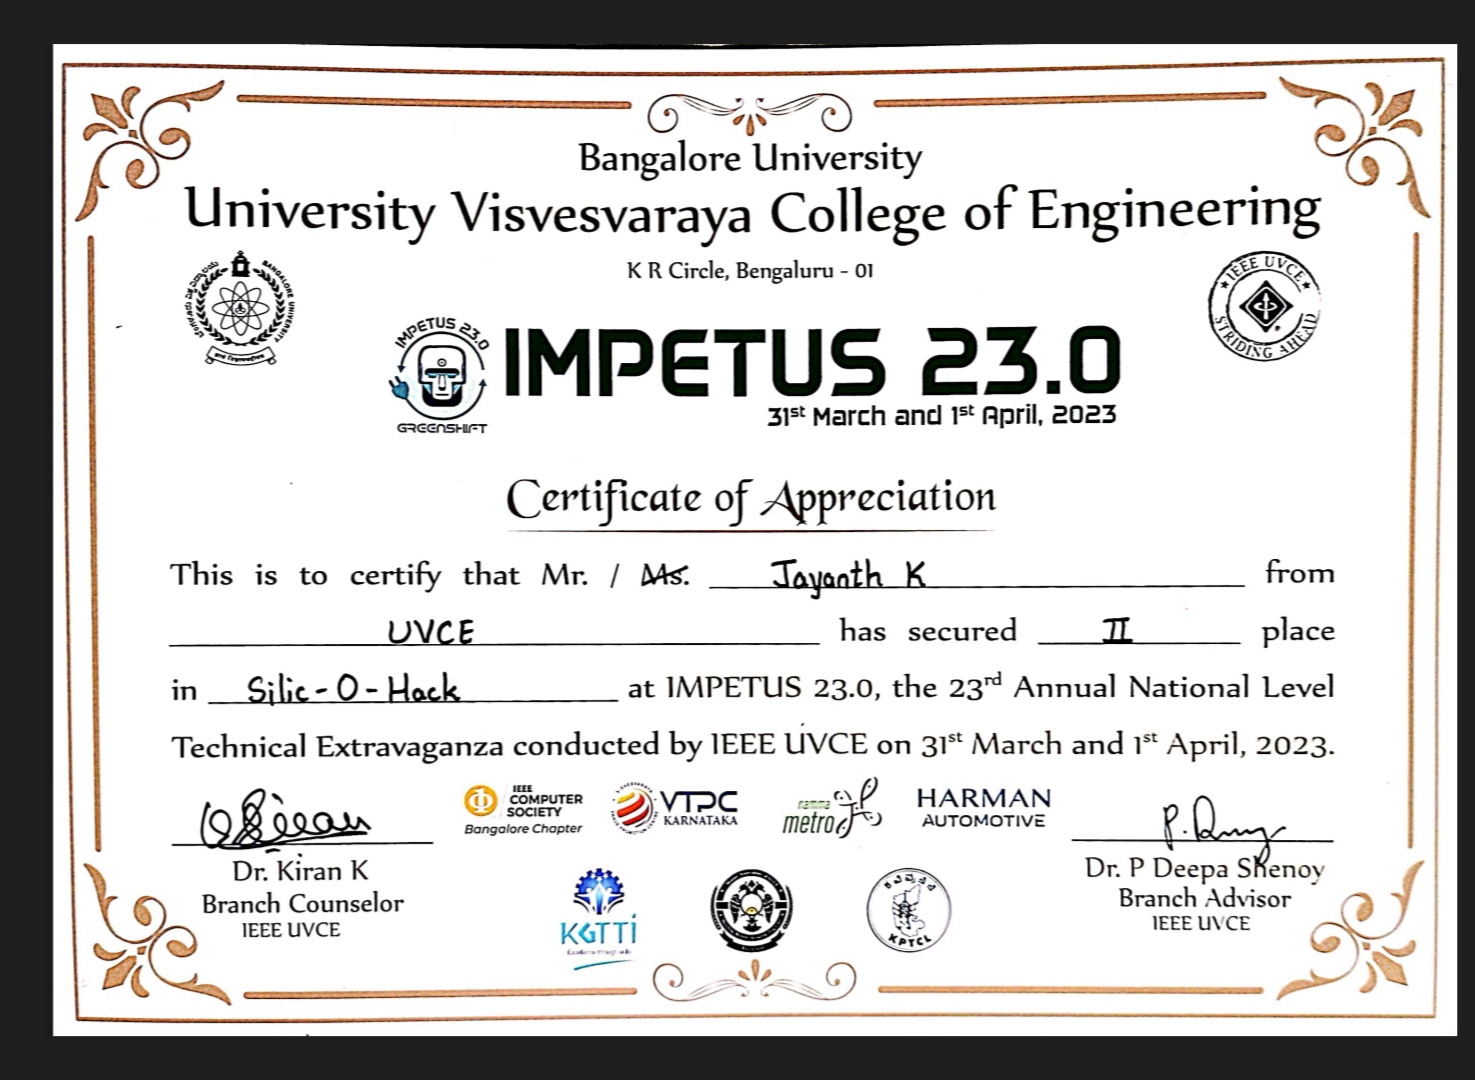 Bangalore University
University Visvesvaraya College of Engineering
K R Circle, Bengaluru - 01
BANGALORE UNIVERSITY
IEEE UVCE
STRIDING AHEAD
IMPETUS 23.0
GREENSHIFT
IMPETUS 23.0
31st March and 1st April, 2023
Certificate of Appreciation
This is to certify that Mr. / Ms. Jayanth K from
UVCE has secured II place
in Silic-O-Hack at IMPETUS 23.0, the 23rd Annual National Level
Technical Extravaganza conducted by IEEE UVCE on 31st March and 1st April, 2023.
IEEE COMPUTER SOCIETY
Bangalore Chapter
VTPC
KARNATAKA
namma
metro
HARMAN
AUTOMOTIVE
Dr. Kiran K
Branch Counselor
IEEE UVCE
KGTTI
Excellence through skills
KPTCL
P. Deepa
Dr. P Deepa Shenoy
Branch Advisor
IEEE UVCE